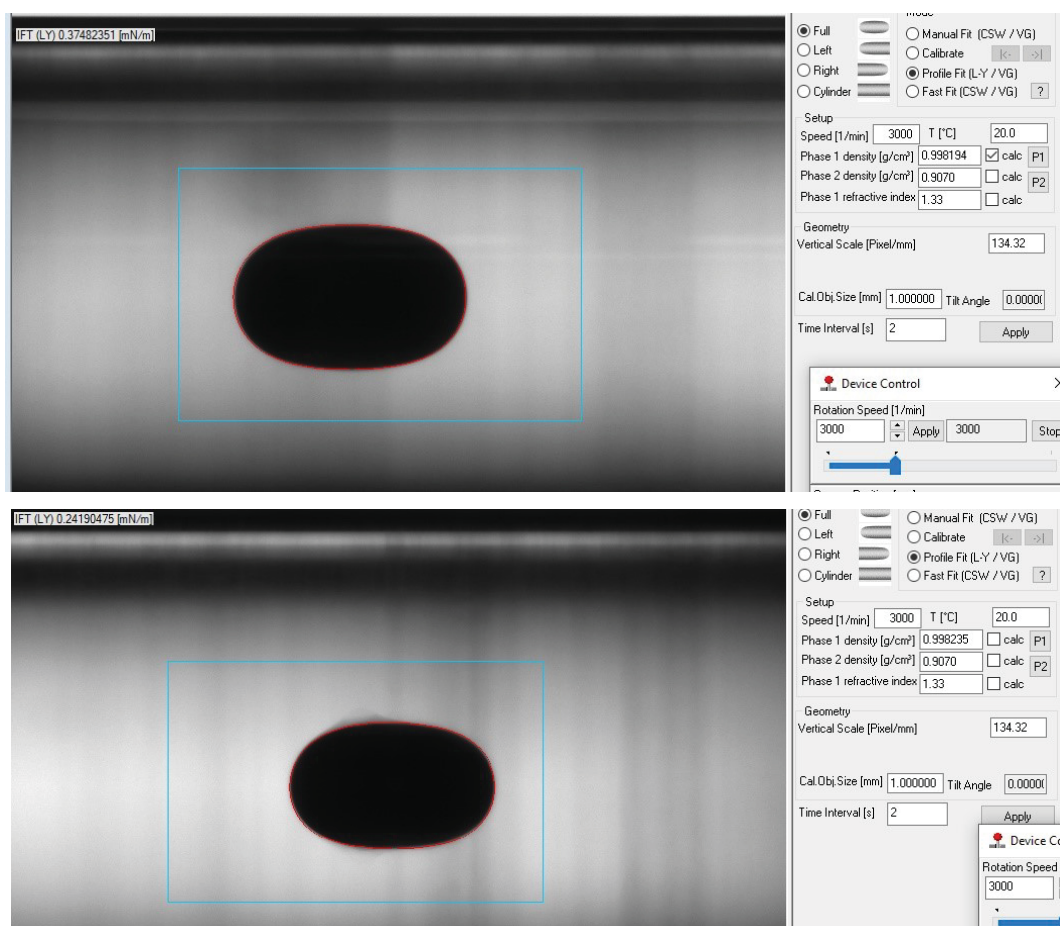 IFT (LY) 0.37482351 [mN/m]
Mode
Full
Manual Fit (CSW / VG)
Left
Calibrate |<- ->|
Right
Profile Fit (L-Y / VG)
Cylinder
Fast Fit (CSW / VG) ?
Setup
Speed [1/min] 3000 T [°C] 20.0
Phase 1 density [g/cm³] 0.998194 calc P1
Phase 2 density [g/cm³] 0.9070 calc P2
Phase 1 refractive index 1.33 calc
Geometry
Vertical Scale [Pixel/mm] 134.32
Cal.Obj.Size [mm] 1.000000 Tilt Angle 0.0000(
Time Interval [s] 2 Apply
Device Control
Rotation Speed [1/min]
3000 Apply 3000 Stop
IFT (LY) 0.24190475 [mN/m]
Full
Manual Fit (CSW / VG)
Left
Calibrate |<- ->|
Right
Profile Fit (L-Y / VG)
Cylinder
Fast Fit (CSW / VG) ?
Setup
Speed [1/min] 3000 T [°C] 20.0
Phase 1 density [g/cm³] 0.998235 calc P1
Phase 2 density [g/cm³] 0.9070 calc P2
Phase 1 refractive index 1.33 calc
Geometry
Vertical Scale [Pixel/mm] 134.32
Cal.Obj.Size [mm] 1.000000 Tilt Angle 0.0000(
Time Interval [s] 2 Apply
Device Co
Rotation Speed
3000